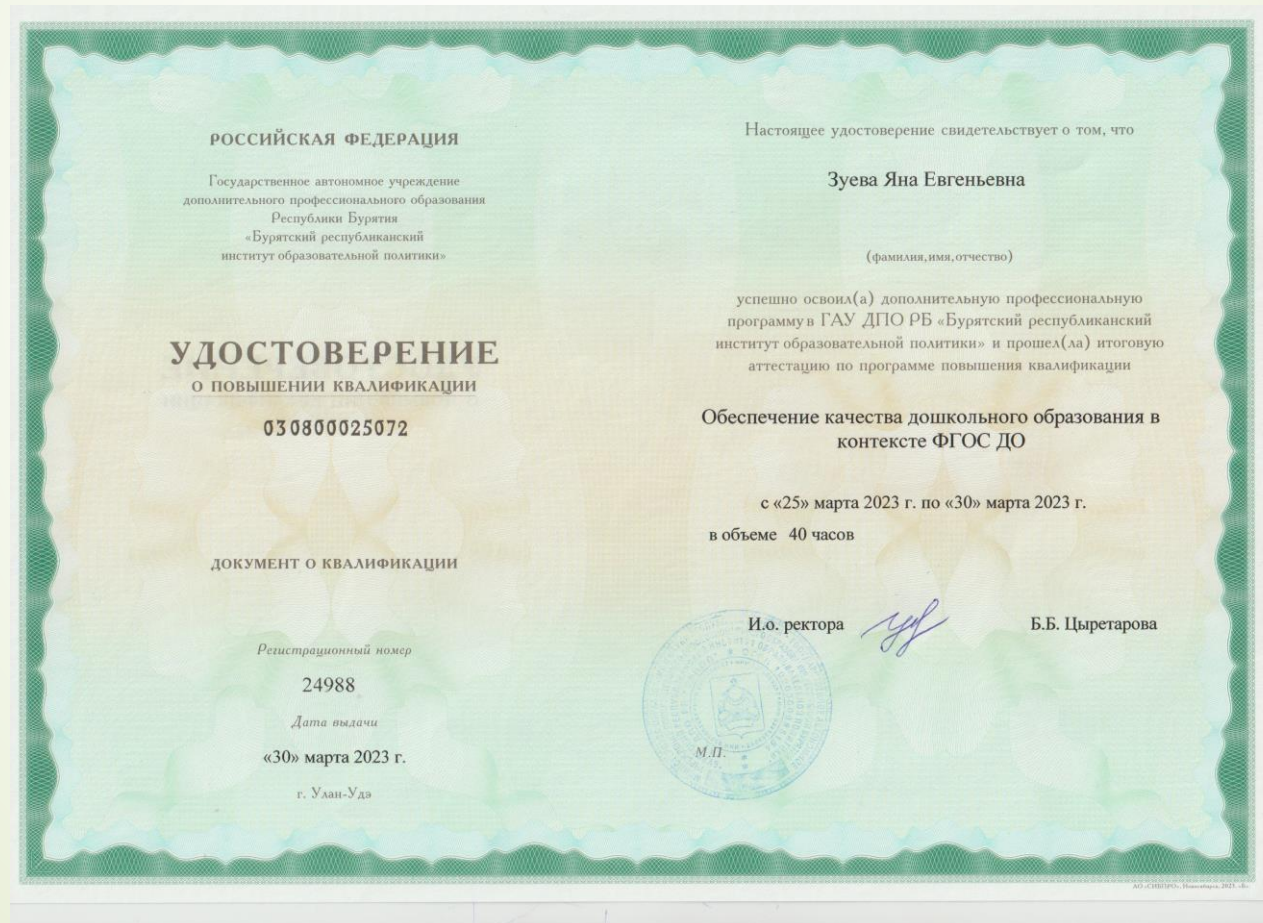 РОССИЙСКАЯ ФЕДЕРАЦИЯ
Государственное автономное учреждение
дополнительного профессионального образования
Республики Бурятия
«Бурятский республиканский
институт образовательной политики»
УДОСТОВЕРЕНИЕ
О ПОВЫШЕНИИ КВАЛИФИКАЦИИ
030800025072
ДОКУМЕНТ О КВАЛИФИКАЦИИ
Регистрационный номер
24988
Дата выдачи
«30» марта 2023 г.
г. Улан-Удэ
Настоящее удостоверение свидетельствует о том, что
Зуева Яна Евгеньевна
(фамилия,имя,отчество)
успешно освоил(а) дополнительную профессиональную
программу в ГАУ ДПО РБ «Бурятский республиканский
институт образовательной политики» и прошел(ла) итоговую
аттестацию по программе повышения квалификации
Обеспечение качества дошкольного образования в
контексте ФГОС ДО
с «25» марта 2023 г. по «30» марта 2023 г.
в объеме 40 часов
И.о. ректора Б.Б. Цыретарова
М.П.